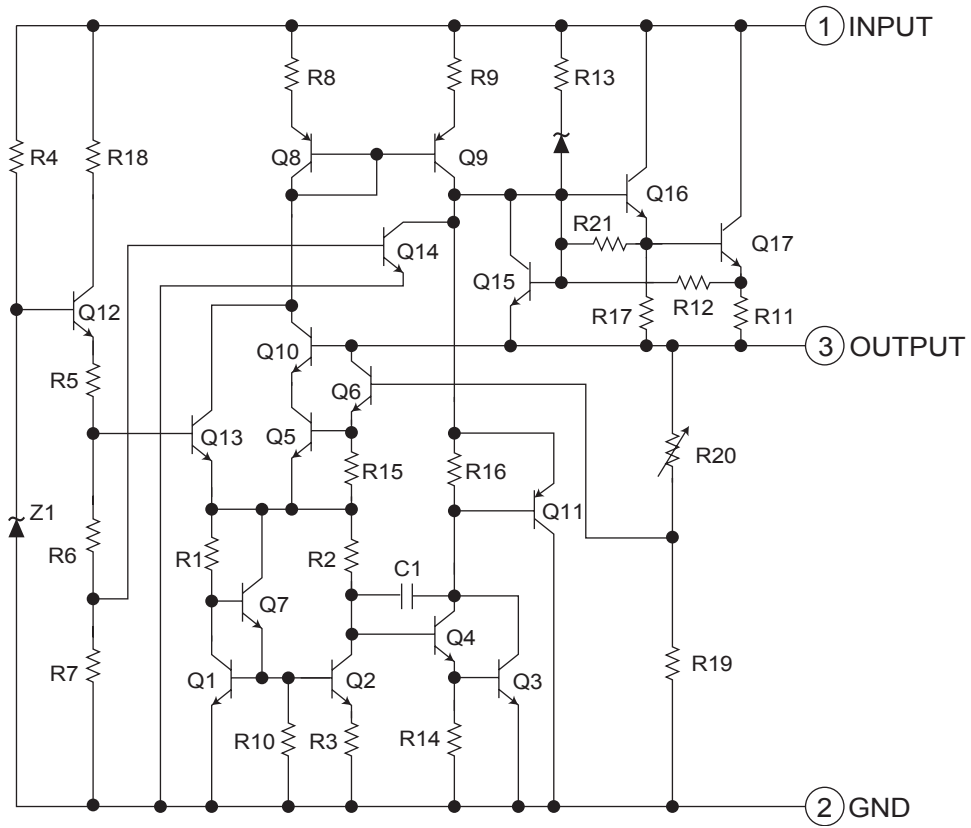 1 INPUT
R8
R9
R13
R4
R18
Q8
Q9
Q16
R21
Q14
Q17
Q15
Q12
R12
R17
R11
3 OUTPUT
Q10
Q6
R5
Q13
Q5
R20
R15
R16
Z1
Q11
R6
R1
R2
C1
Q7
Q4
R7
Q1
Q2
Q3
R19
R10
R3
R14
2 GND